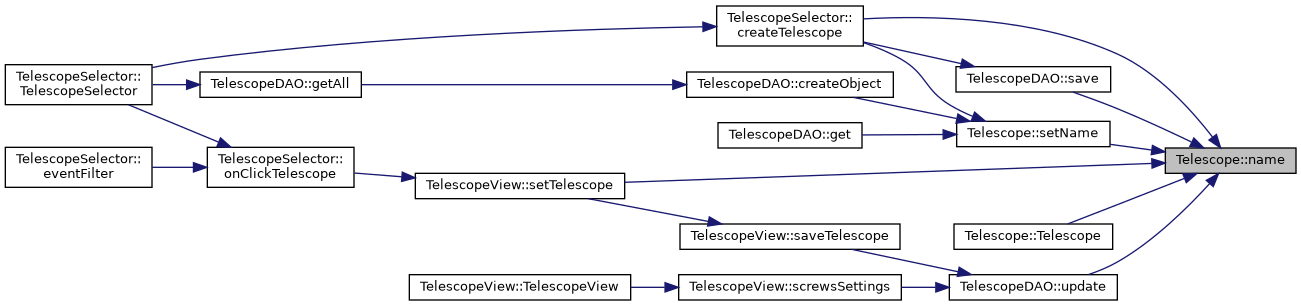 TelescopeSelector::
createTelescope
TelescopeSelector::
TelescopeSelector
TelescopeDAO::getAll
TelescopeDAO::createObject
TelescopeDAO::save
TelescopeDAO::get
Telescope::setName
TelescopeSelector::
eventFilter
TelescopeSelector::
onClickTelescope
Telescope::name
TelescopeView::setTelescope
TelescopeView::saveTelescope
Telescope::Telescope
TelescopeView::TelescopeView
TelescopeView::screwsSettings
TelescopeDAO::update